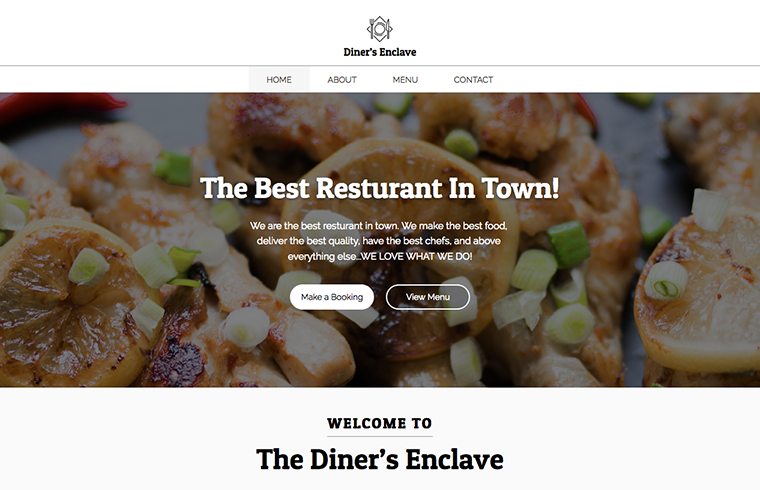 Diner's Enclave
HOME ABOUT MENU CONTACT
The Best Resturant In Town!
We are the best resturant in town. We make the best food,
deliver the best quality, have the best chefs, and above
everything else...WE LOVE WHAT WE DO!
Make a Booking View Menu
WELCOME TO
The Diner's Enclave